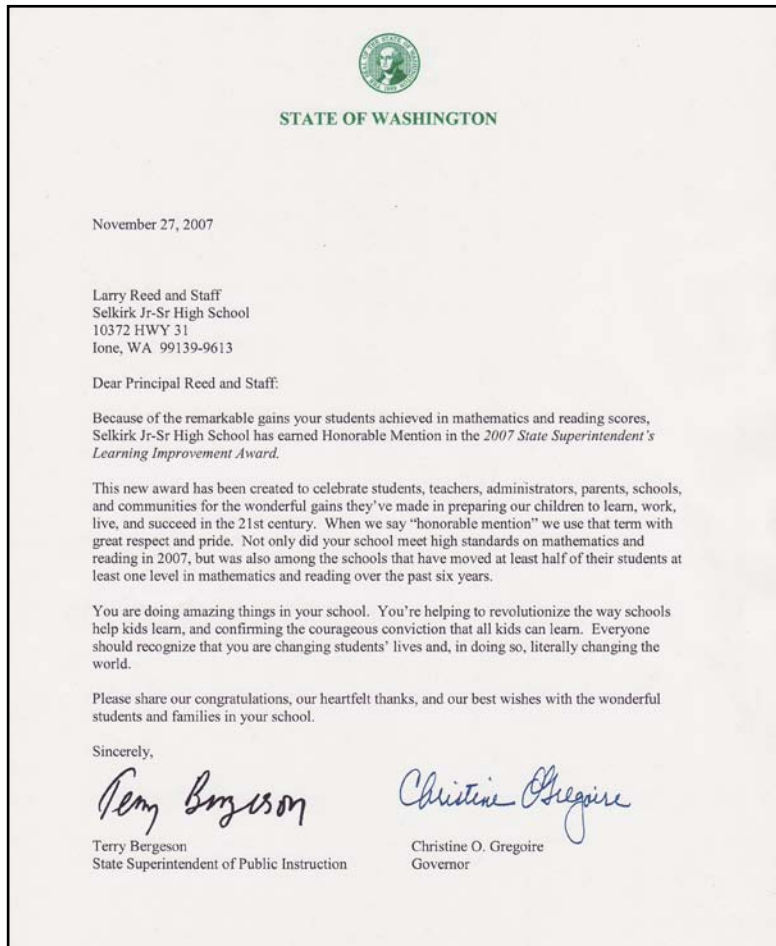 STATE OF WASHINGTON
November 27, 2007
Larry Reed and Staff
Selkirk Jr-Sr High School
10372 HWY 31
Ione, WA 99139-9613
Dear Principal Reed and Staff:
Because of the remarkable gains your students achieved in mathematics and reading scores,
Selkirk Jr-Sr High School has earned Honorable Mention in the 2007 State Superintendent's
Learning Improvement Award.
This new award has been created to celebrate students, teachers, administrators, parents, schools,
and communities for the wonderful gains they've made in preparing our children to learn, work,
live, and succeed in the 21st century. When we say “honorable mention” we use that term with
great respect and pride. Not only did your school meet high standards on mathematics and
reading in 2007, but was also among the schools that have moved at least half of their students at
least one level in mathematics and reading over the past six years.
You are doing amazing things in your school. You're helping to revolutionize the way schools
help kids learn, and confirming the courageous conviction that all kids can learn. Everyone
should recognize that you are changing students' lives and, in doing so, literally changing the
world.
Please share our congratulations, our heartfelt thanks, and our best wishes with the wonderful
students and families in your school.
Sincerely,
Terry Bergeson Christine O Gregoire
Terry Bergeson Christine O. Gregoire
State Superintendent of Public Instruction Governor